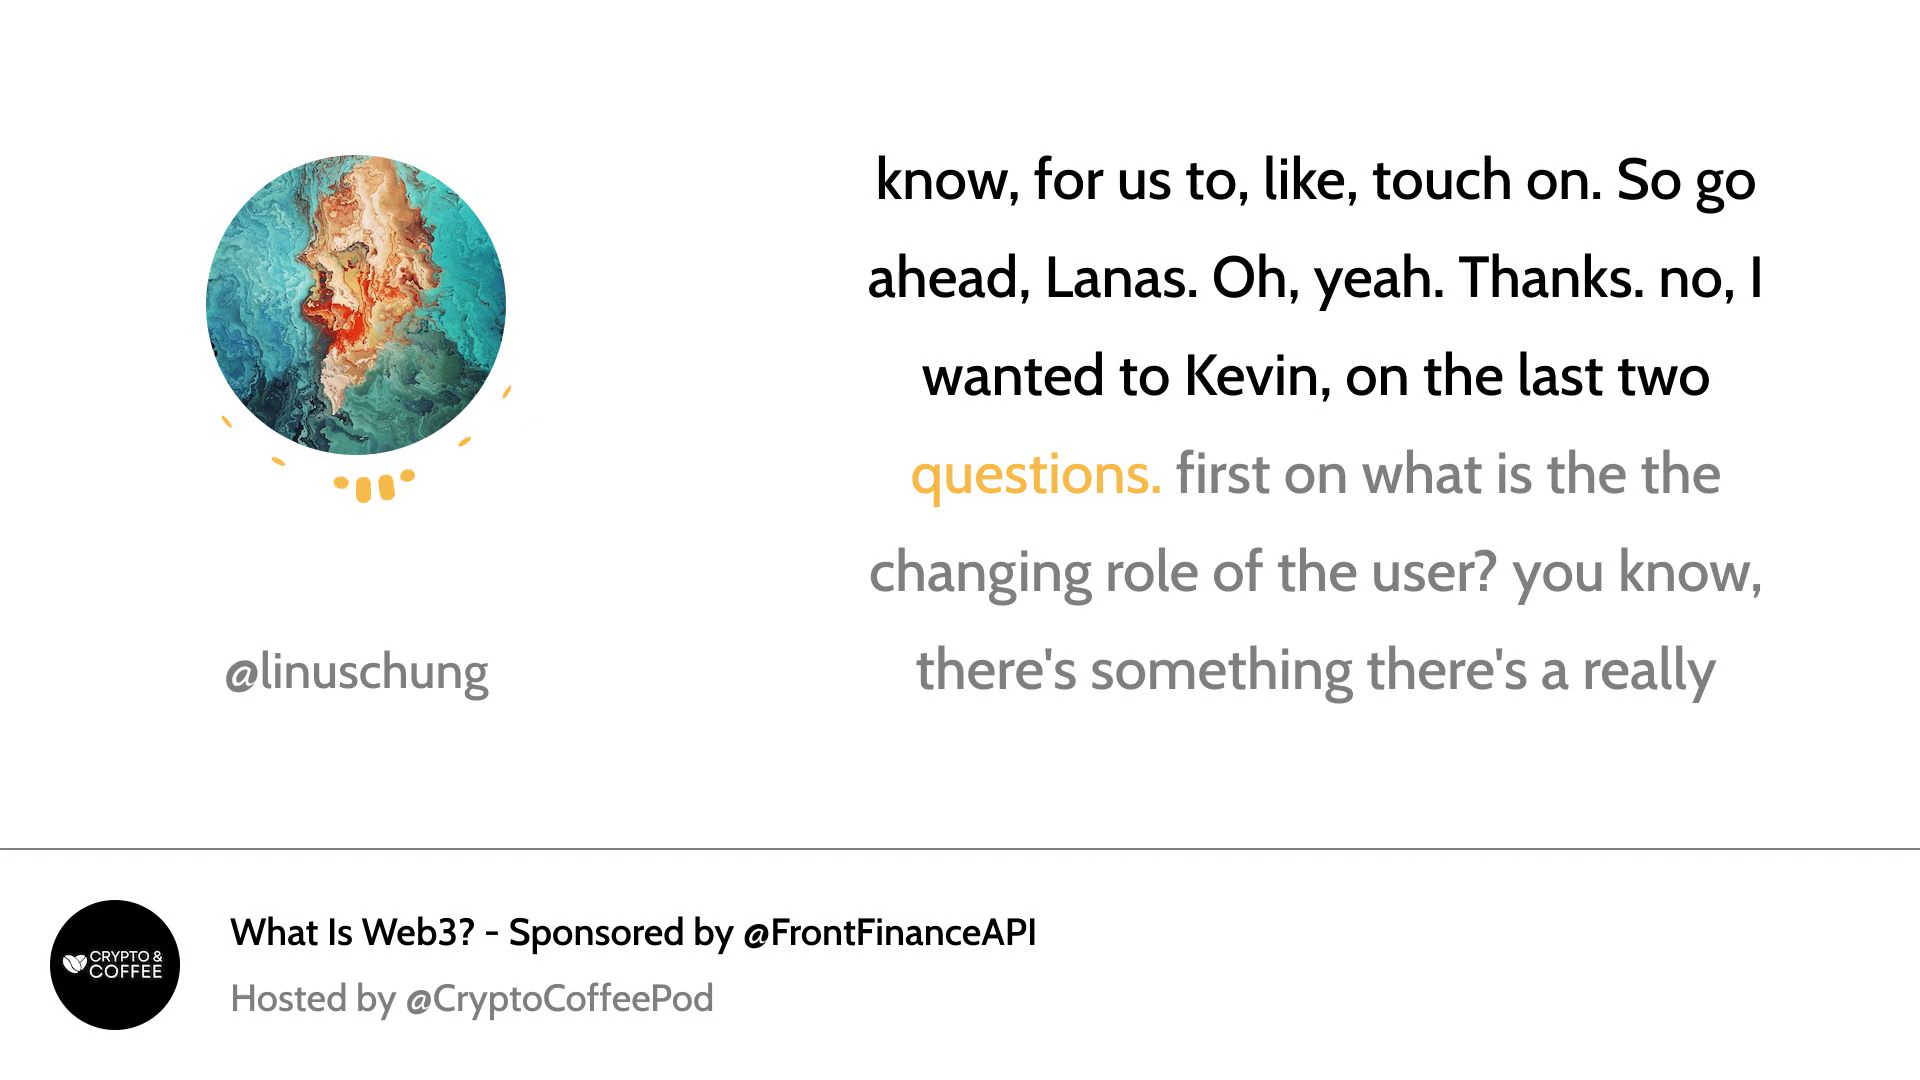 know, for us to, like, touch on. So go
ahead, Lanas. Oh, yeah. Thanks. no, I
wanted to Kevin, on the last two
questions. first on what is the the
changing role of the user? you know,
there's something there's a really
@linuschung
CRYPTO &
COFFEE
What Is Web3? - Sponsored by @FrontFinanceAPI
Hosted by @CryptoCoffeePod